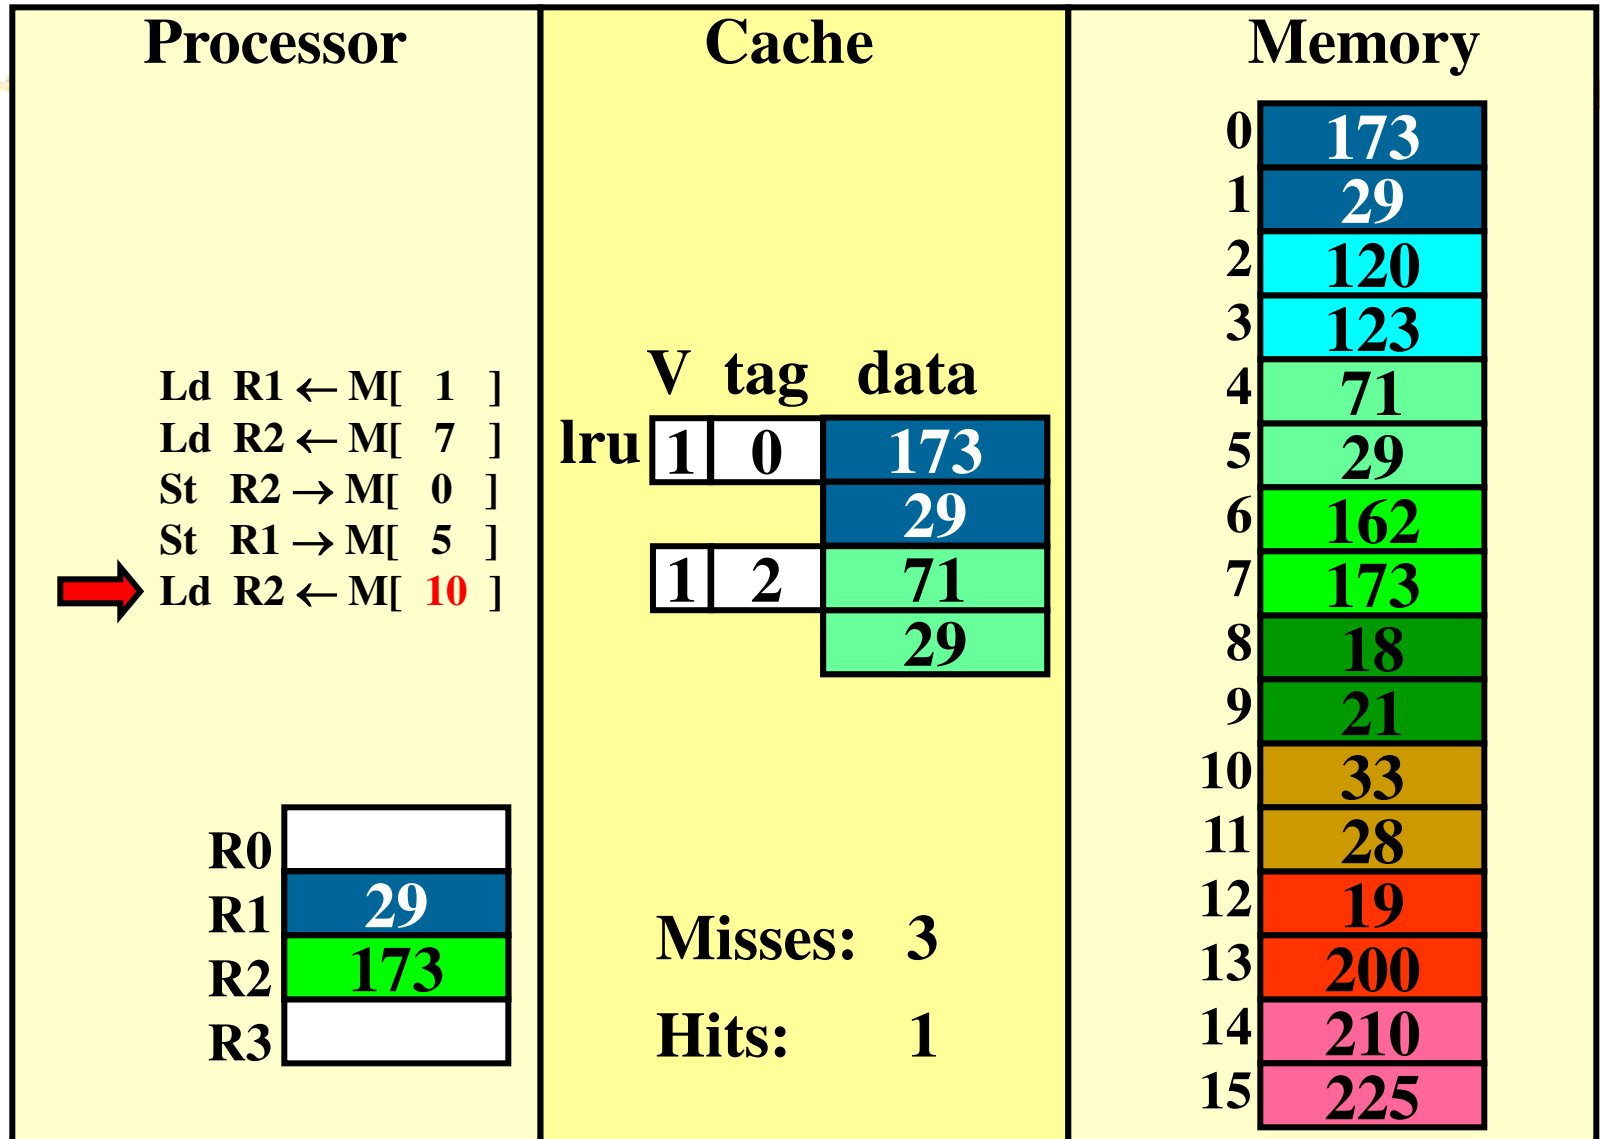 Processor
Ld R1 ← M[ 1 ]
Ld R2 ← M[ 7 ]
St R2 → M[ 0 ]
St R1 → M[ 5 ]
Ld R2 ← M[ 10 ]
R0
R1 29
R2 173
R3
Cache
V tag data
lru 1 0 173
29
1 2 71
29
Misses: 3
Hits: 1
Memory
0 173
1 29
2 120
3 123
4 71
5 29
6 162
7 173
8 18
9 21
10 33
11 28
12 19
13 200
14 210
15 225